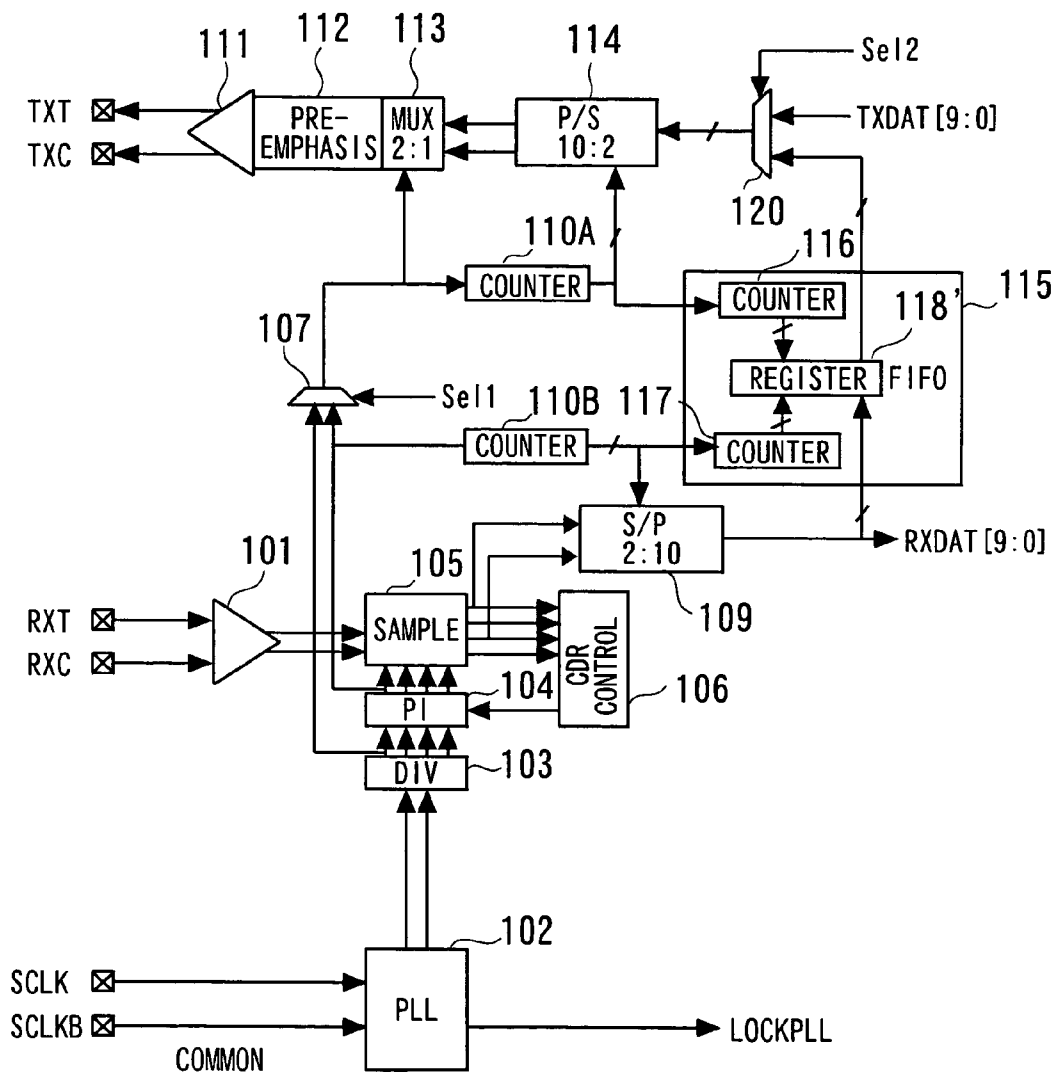 111
112
113
114
Sel2
TXT
TXC
PRE-
EMPHASIS
MUX
2:1
P/S
10:2
TXDAT[9:0]
120
110A
COUNTER
116
COUNTER
115
118'
107
REGISTER
FIFO
Sel1
110B
117
COUNTER
COUNTER
S/P
2:10
RXDAT[9:0]
109
101
105
RXT
RXC
SAMPLE
CDR
CONTROL
104
106
PI
DIV
103
102
SCLK
SCLKB
PLL
LOCKPLL
COMMON